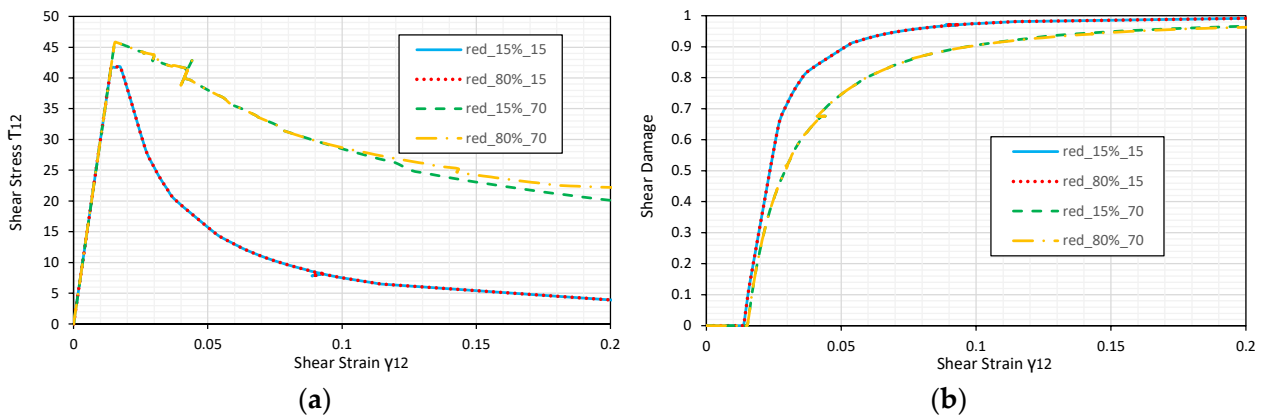 50
45
40
35
30
25
20
15
10
5
0
Shear Stress τ12
0 0.05 0.1 0.15 0.2
Shear Strain γ12
red_15%_15
red_80%_15
red_15%_70
red_80%_70
(a)
1
0.9
0.8
0.7
0.6
0.5
0.4
0.3
0.2
0.1
0
Shear Damage
0 0.05 0.1 0.15 0.2
Shear Strain γ12
red_15%_15
red_80%_15
red_15%_70
red_80%_70
(b)